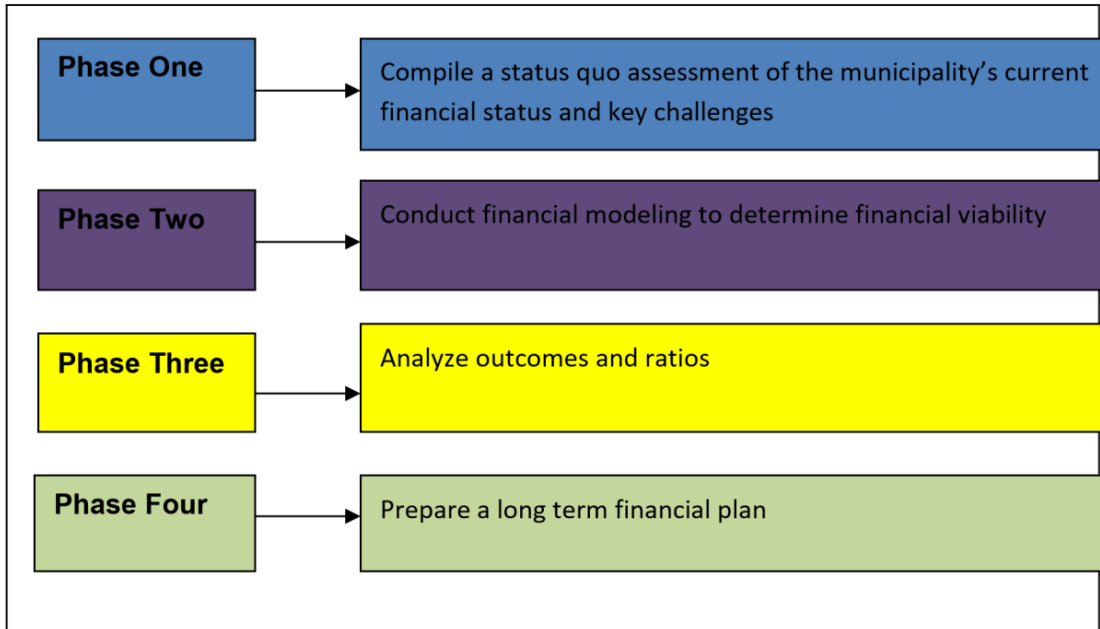 Phase One
Compile a status quo assessment of the municipality’s current
financial status and key challenges
Phase Two
Conduct financial modeling to determine financial viability
Phase Three
Analyze outcomes and ratios
Phase Four
Prepare a long term financial plan